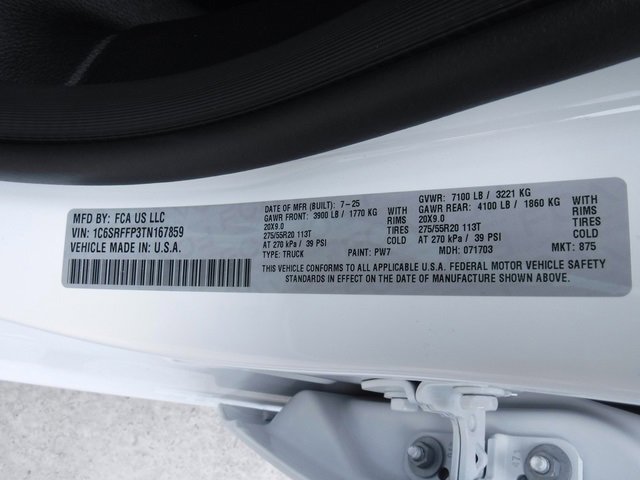 MFD BY: FCA US LLC
VIN: 1C6SRFFP3TN167859
VEHICLE MADE IN: U.S.A.
DATE OF MFR (BUILT): 7-25
GAWR FRONT: 3900 LB / 1770 KG
20X9.0 RIMS
275/55R20 113T TIRES
AT 270 kPa / 39 PSI COLD
TYPE: TRUCK PAINT: PW7
GVWR: 7100 LB / 3221 KG
GAWR REAR: 4100 LB / 1860 KG
20X9.0 RIMS
275/55R20 113T TIRES
AT 270 kPa / 39 PSI COLD
MDH: 071703 MKT: 875
THIS VEHICLE CONFORMS TO ALL APPLICABLE U.S.A. FEDERAL MOTOR VEHICLE SAFETY
STANDARDS IN EFFECT ON THE DATE OF MANUFACTURE SHOWN ABOVE.
47